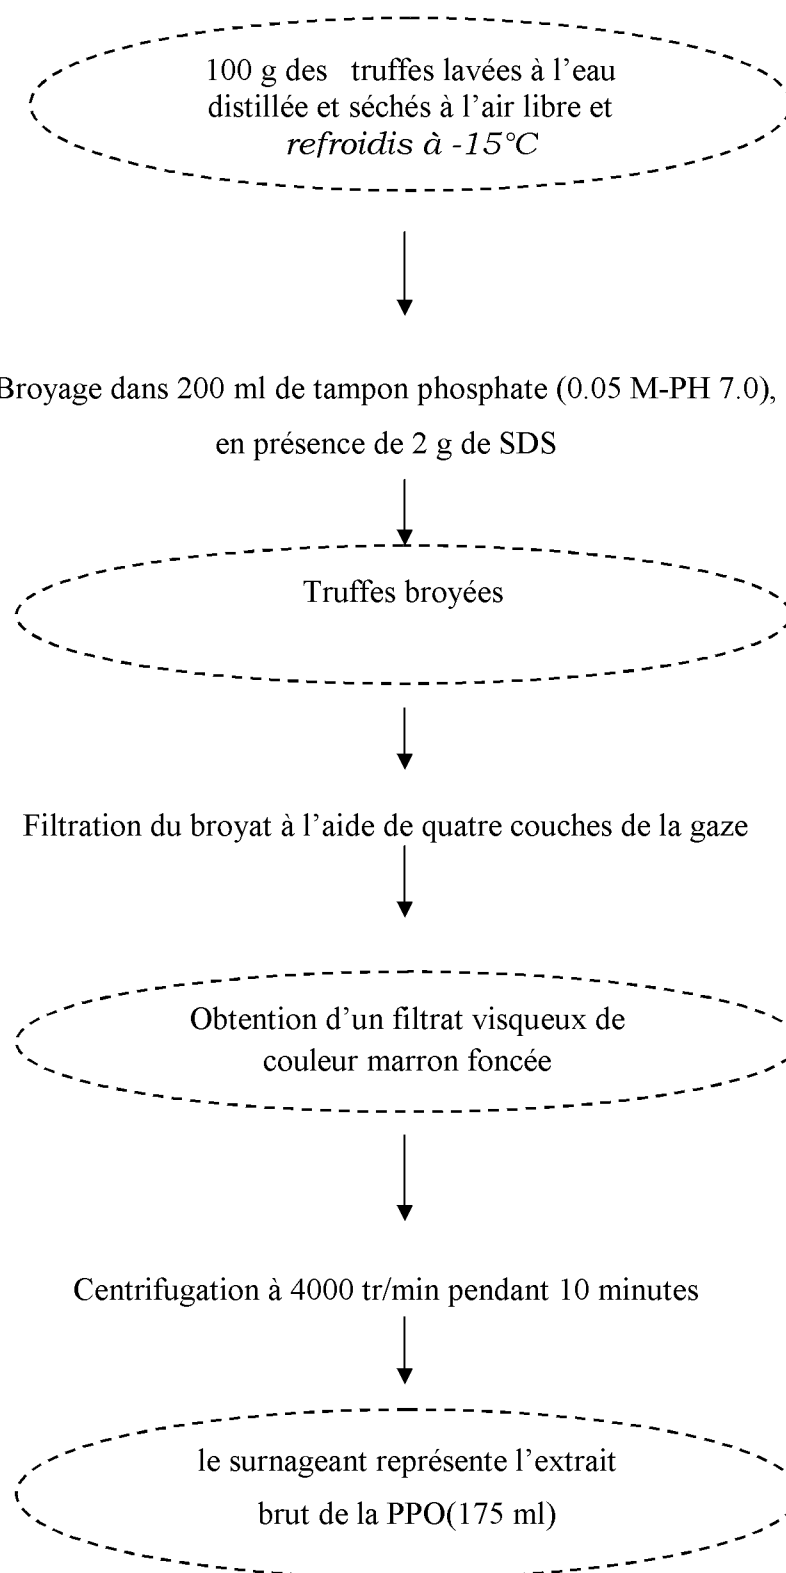 100 g des truffes lavées à l’eau
distillée et séchés à l’air libre et
refroidis à -15°C
Broyage dans 200 ml de tampon phosphate (0.05 M-PH 7.0),
en présence de 2 g de SDS
Truffes broyées
Filtration du broyat à l’aide de quatre couches de la gaze
Obtention d’un filtrat visqueux de
couleur marron foncée
Centrifugation à 4000 tr/min pendant 10 minutes
le surnageant représente l’extrait
brut de la PPO(175 ml)